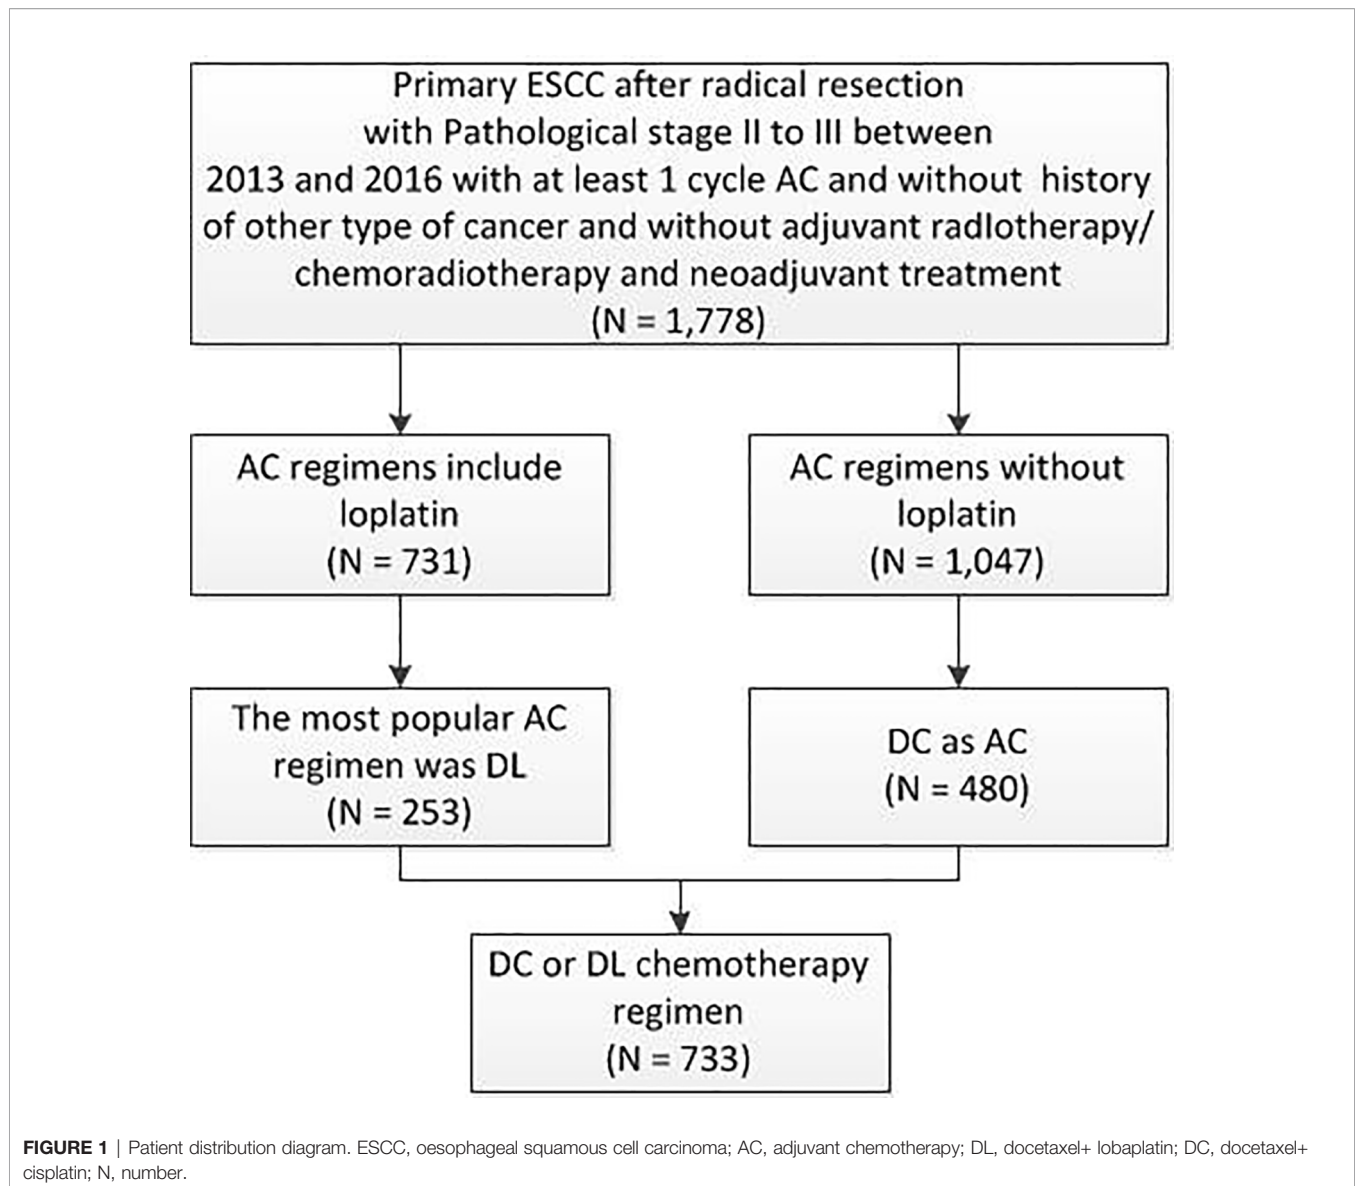 Primary ESCC after radical resection
with Pathological stage II to III between
2013 and 2016 with at least 1 cycle AC and without history
of other type of cancer and without adjuvant radlotherapy/
chemoradiotherapy and neoadjuvant treatment
(N = 1,778)
AC regimens include
loplatin
(N = 731)
AC regimens without
loplatin
(N = 1,047)
The most popular AC
regimen was DL
(N = 253)
DC as AC
(N = 480)
DC or DL chemotherapy
regimen
(N = 733)
FIGURE 1 | Patient distribution diagram. ESCC, oesophageal squamous cell carcinoma; AC, adjuvant chemotherapy; DL, docetaxel+ lobaplatin; DC, docetaxel+
cisplatin; N, number.